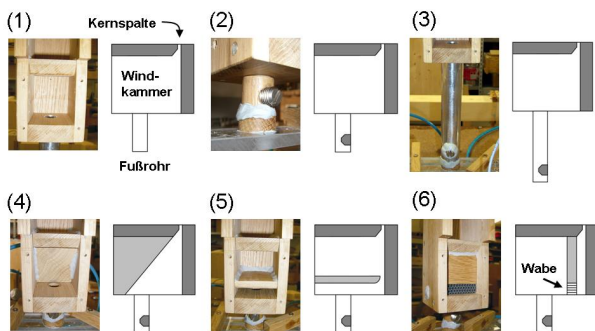 (1)
Kernspalte
Wind-
kammer
Fußrohr
(2)
(3)
(4)
(5)
(6)
Wabe